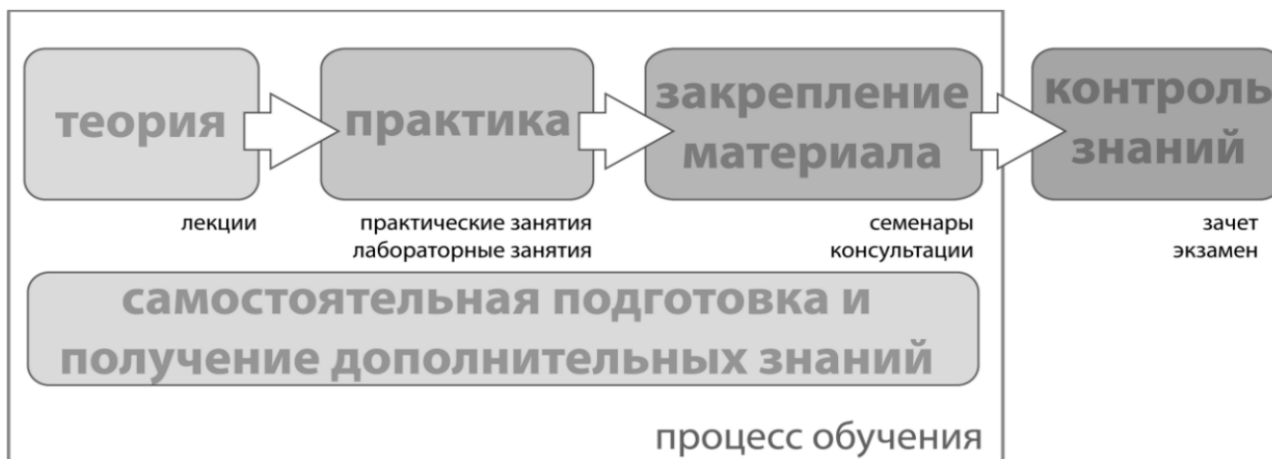 теория
практика
закрепление
материала
контроль
знаний
лекции
практические занятия
лабораторные занятия
семенары
консультации
зачет
экзамен
самостоятельная подготовка и
получение дополнительных знаний
процесс обучения